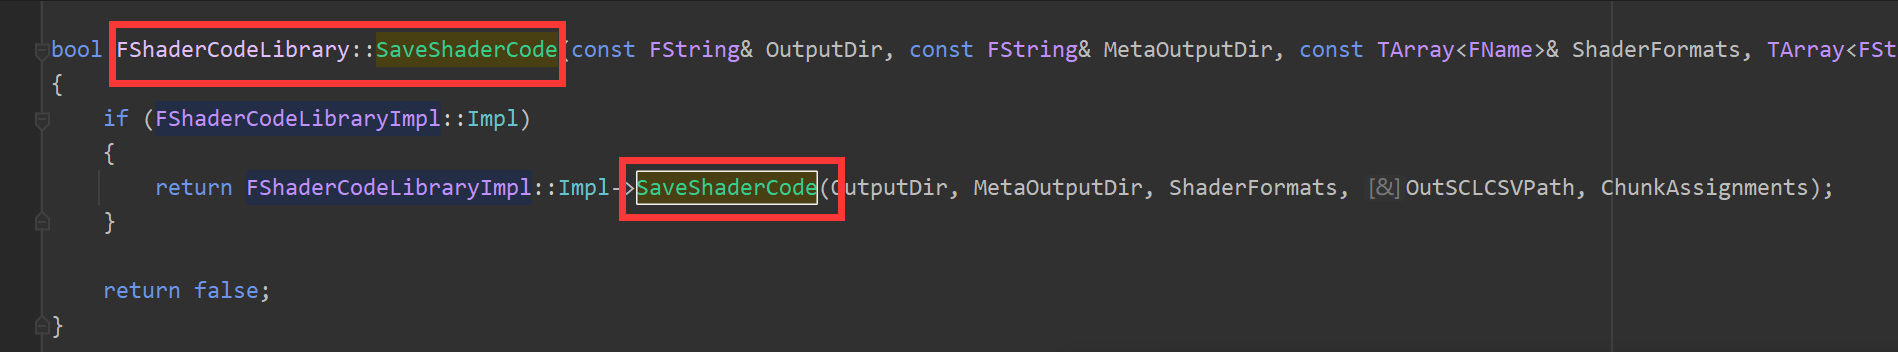 bool FShaderCodeLibrary::SaveShaderCode(const FString& OutputDir, const FString& MetaOutputDir, const TArray<FName>& ShaderFormats, TArray<FSt
{
if (FShaderCodeLibraryImpl::Impl)
{
return FShaderCodeLibraryImpl::Impl->SaveShaderCode(OutputDir, MetaOutputDir, ShaderFormats, [&]OutSCLCSVPath, ChunkAssignments);
}
return false;
}